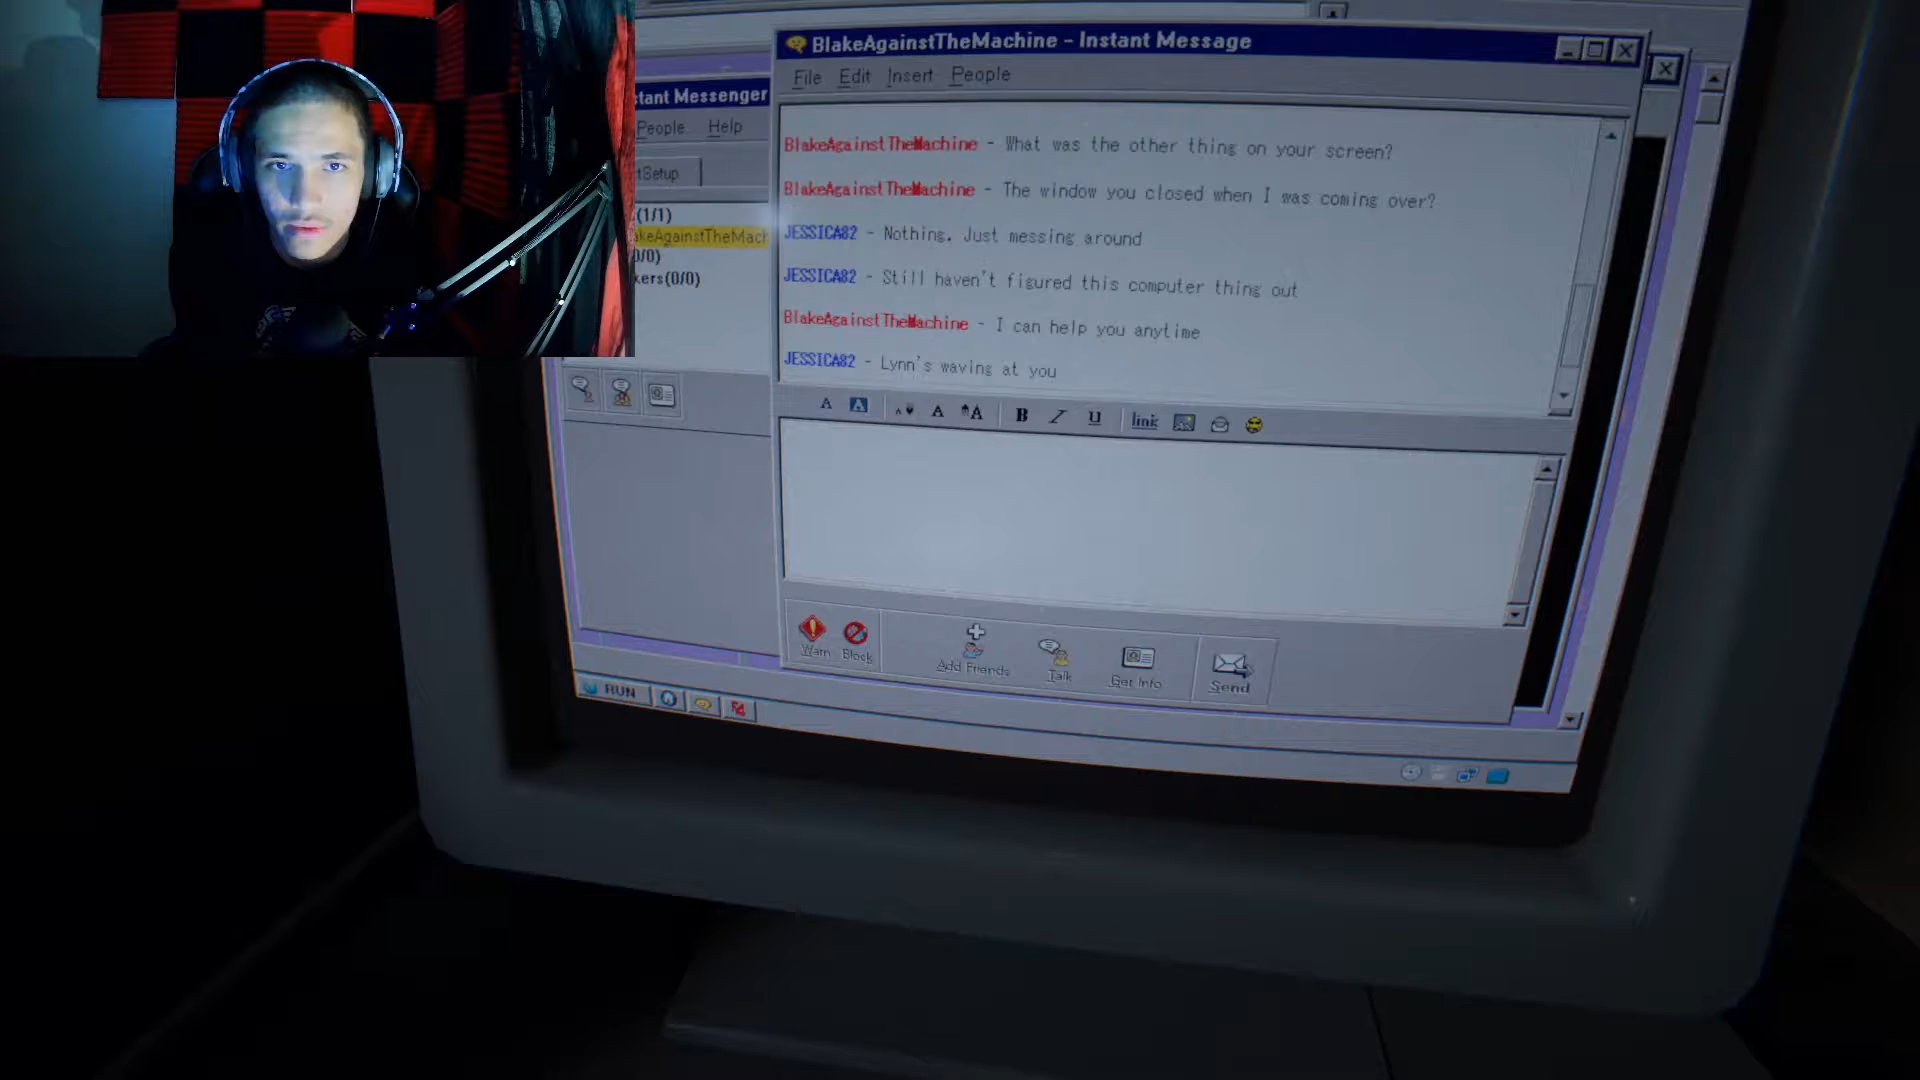 BlakeAgainstTheMachine - Instant Message
File Edit Insert People
stant Messenger
People Help
tSetup
(1/1)
akeAgainstTheMach
0/0)
kers(0/0)
BlakeAgainstTheMachine - What was the other thing on your screen?
BlakeAgainstTheMachine - The window you closed when I was coming over?
JESSICA82 - Nothing. Just messing around
JESSICA82 - Still haven't figured this computer thing out
BlakeAgainstTheMachine - I can help you anytime
JESSICA82 - Lynn's waving at you
A A A A A B I U link
Warn Block Add Friends Talk Get Info Send
RUN